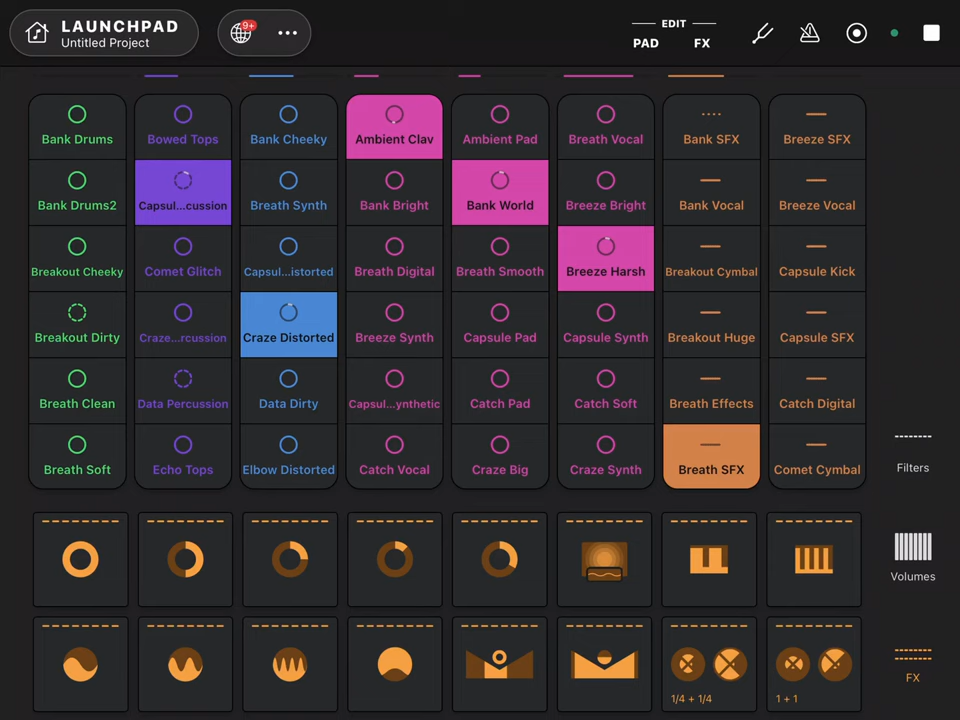 LAUNCHPAD
Untitled Project
9+
EDIT
PAD FX
Bank Drums Bowed Tops Bank Cheeky Ambient Clav Ambient Pad Breath Vocal Bank SFX Breeze SFX
Bank Drums2 Capsul...cussion Breath Synth Bank Bright Bank World Breeze Bright Bank Vocal Breeze Vocal
Breakout Cheeky Comet Glitch Capsul...istorted Breath Digital Breath Smooth Breeze Harsh Breakout Cymbal Capsule Kick
Breakout Dirty Craze...rcussion Craze Distorted Breeze Synth Capsule Pad Capsule Synth Breakout Huge Capsule SFX
Breath Clean Data Percussion Data Dirty Capsul...ynthetic Catch Pad Catch Soft Breath Effects Catch Digital
Breath Soft Echo Tops Elbow Distorted Catch Vocal Craze Big Craze Synth Breath SFX Comet Cymbal
Filters
Volumes
1/4 + 1/4 1 + 1
FX